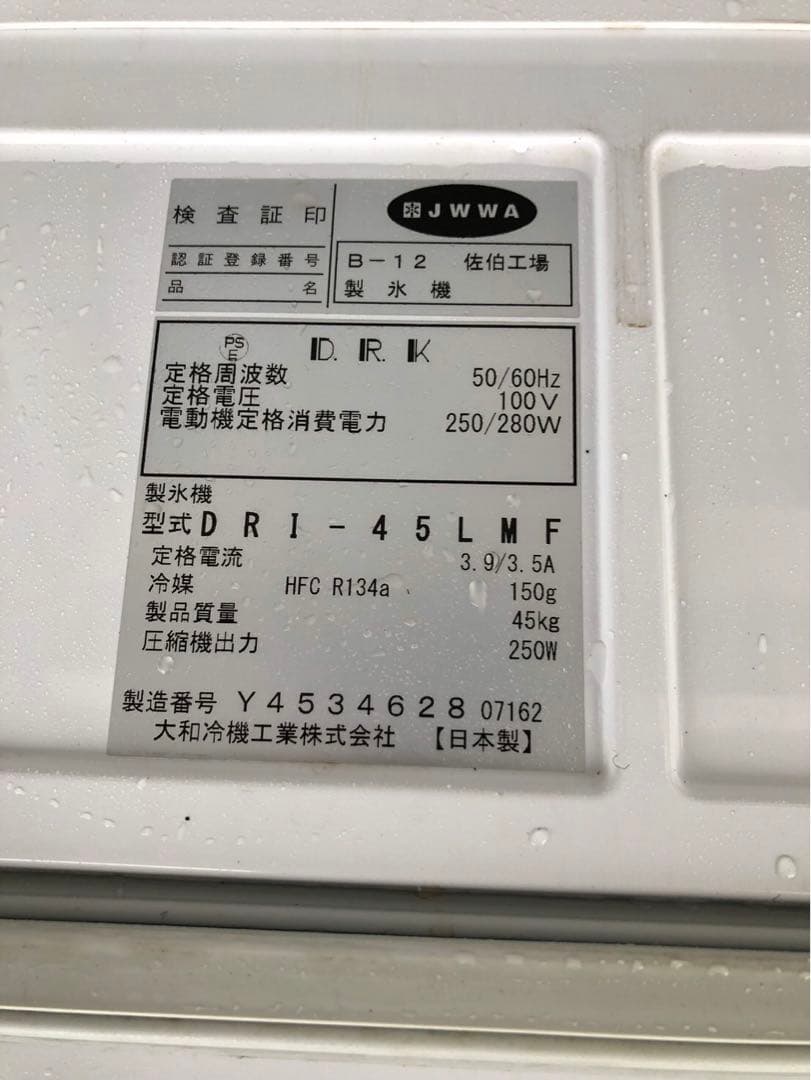 検査証印
水JWWA
認証登録番号
B-12 佐伯工場
品名
製氷機
PS
E
D.R.K
定格周波数 50/60Hz
定格電圧 100V
電動機定格消費電力 250/280W
製氷機
型式DRI-45LMF
定格電流 3.9/3.5A
冷媒 HFC R134a 150g
製品質量 45kg
圧縮機出力 250W
製造番号 Y4534628 07162
大和冷機工業株式会社 【日本製】